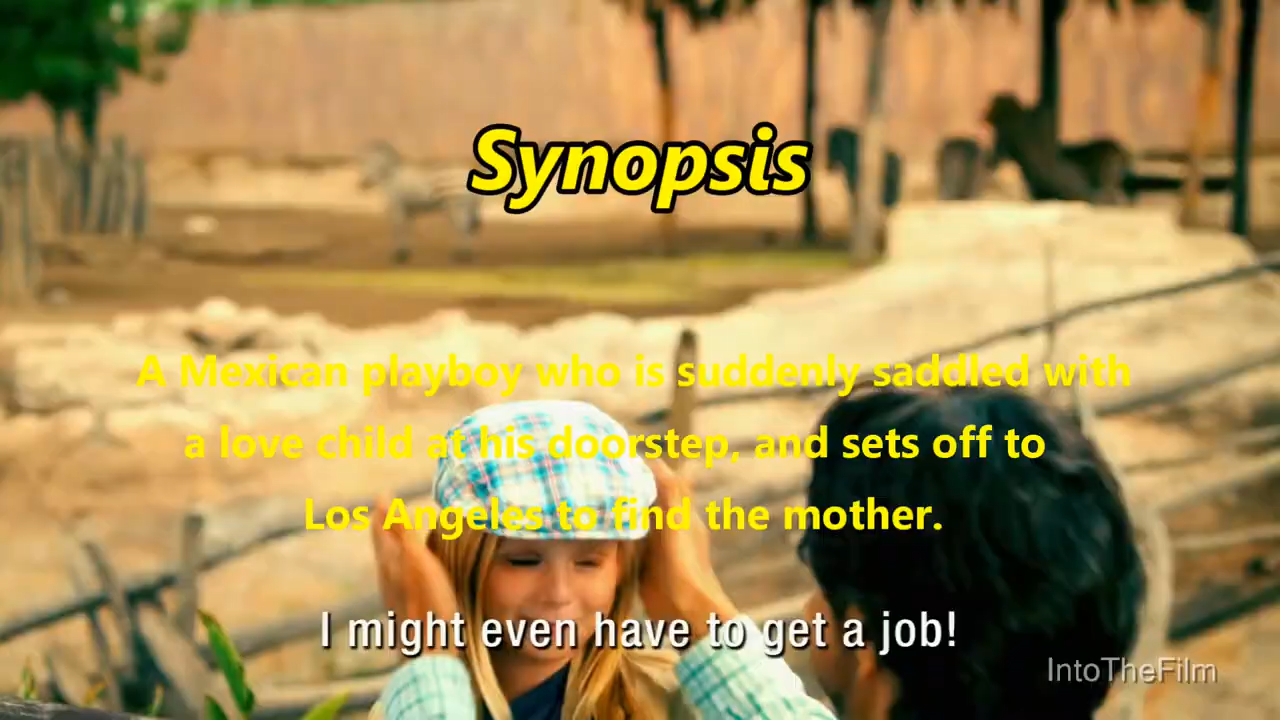 Synopsis
A Mexican playboy who is suddenly saddled with
a love child at his doorstep, and sets off to
Los Angeles to find the mother.
I might even have to get a job!
IntoTheFilm